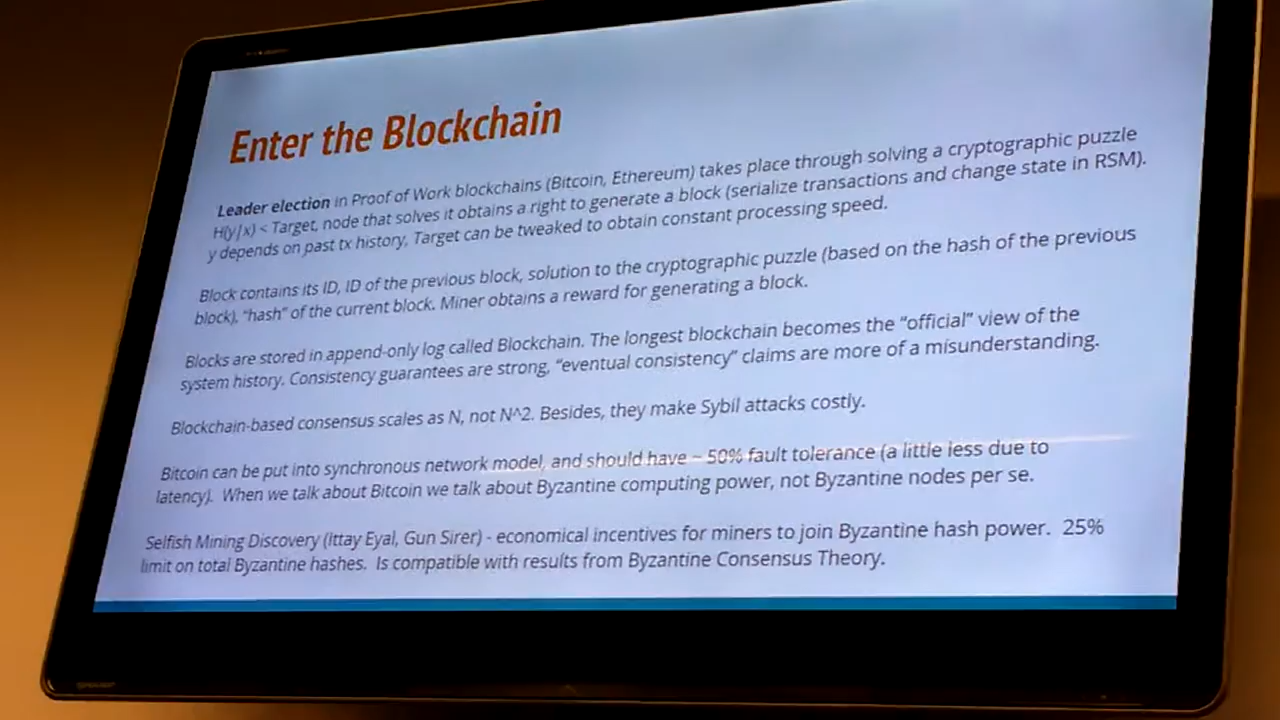 Enter the Blockchain
Leader election in Proof of Work blockchains (Bitcoin, Ethereum) takes place through solving a cryptographic puzzle
H(y|x) < Target, node that solves it obtains a right to generate a block (serialize transactions and change state in RSM).
y depends on past tx history, Target can be tweaked to obtain constant processing speed.
Block contains its ID, ID of the previous block, solution to the cryptographic puzzle (based on the hash of the previous
block), "hash" of the current block. Miner obtains a reward for generating a block.
Blocks are stored in append-only log called Blockchain. The longest blockchain becomes the "official" view of the
system history. Consistency guarantees are strong, "eventual consistency" claims are more of a misunderstanding.
Blockchain-based consensus scales as N, not N^2. Besides, they make Sybil attacks costly.
Bitcoin can be put into synchronous network model, and should have ~ 50% fault tolerance (a little less due to
latency). When we talk about Bitcoin we talk about Byzantine computing power, not Byzantine nodes per se.
Selfish Mining Discovery (Ittay Eyal, Gun Sirer) - economical incentives for miners to join Byzantine hash power. 25%
limit on total Byzantine hashes. Is compatible with results from Byzantine Consensus Theory.